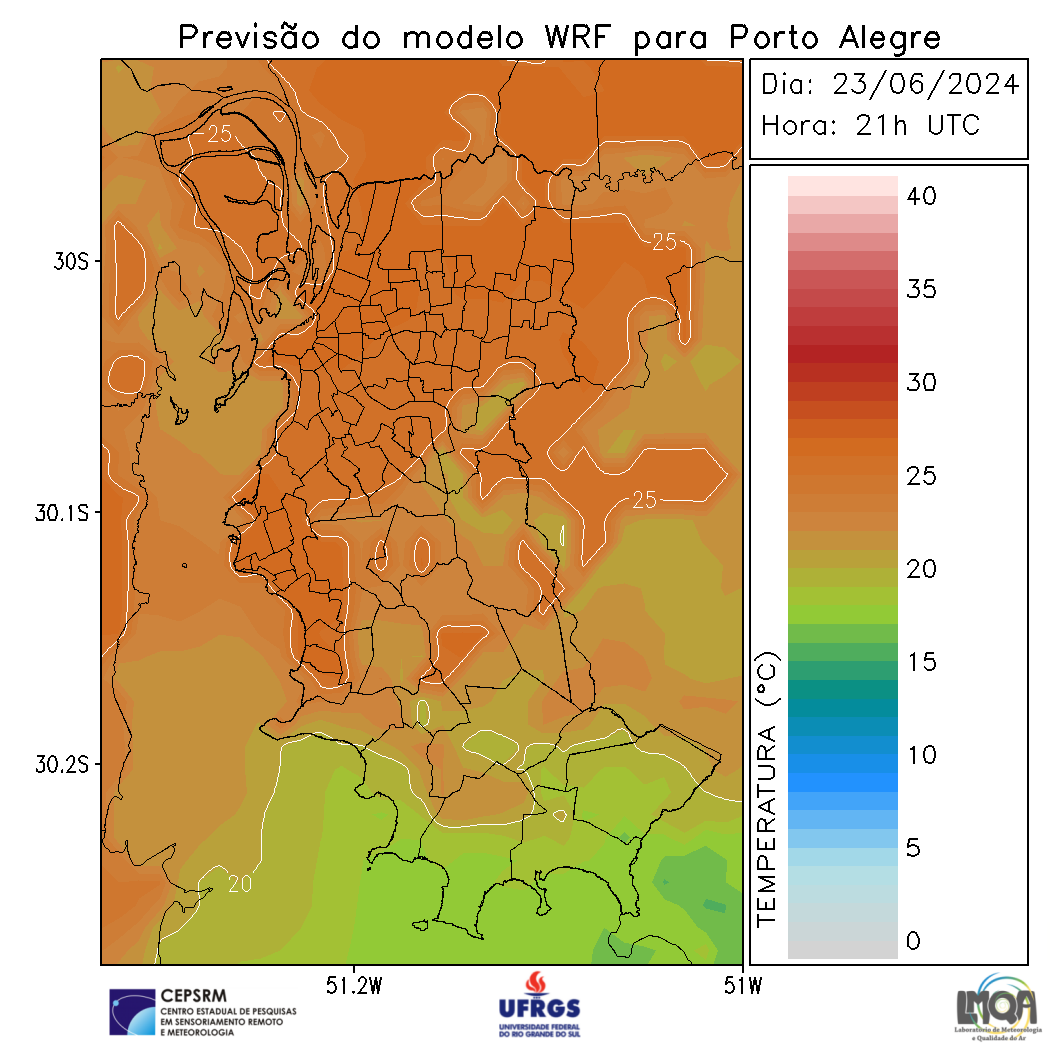 Previsão do modelo WRF para Porto Alegre
Dia: 23/06/2024
Hora: 21h UTC
25
25
25
20
30S
30.1S
30.2S
51.2W
51W
40
35
30
25
20
15
10
5
0
TEMPERATURA (°C)
CEPSRM
CENTRO ESTADUAL DE PESQUISAS
EM SENSORIAMENTO REMOTO
E METEOROLOGIA
UFRGS
UNIVERSIDADE FEDERAL
DO RIO GRANDE DO SUL
LMQA
Laboratório de Meteorologia
e Qualidade do Ar